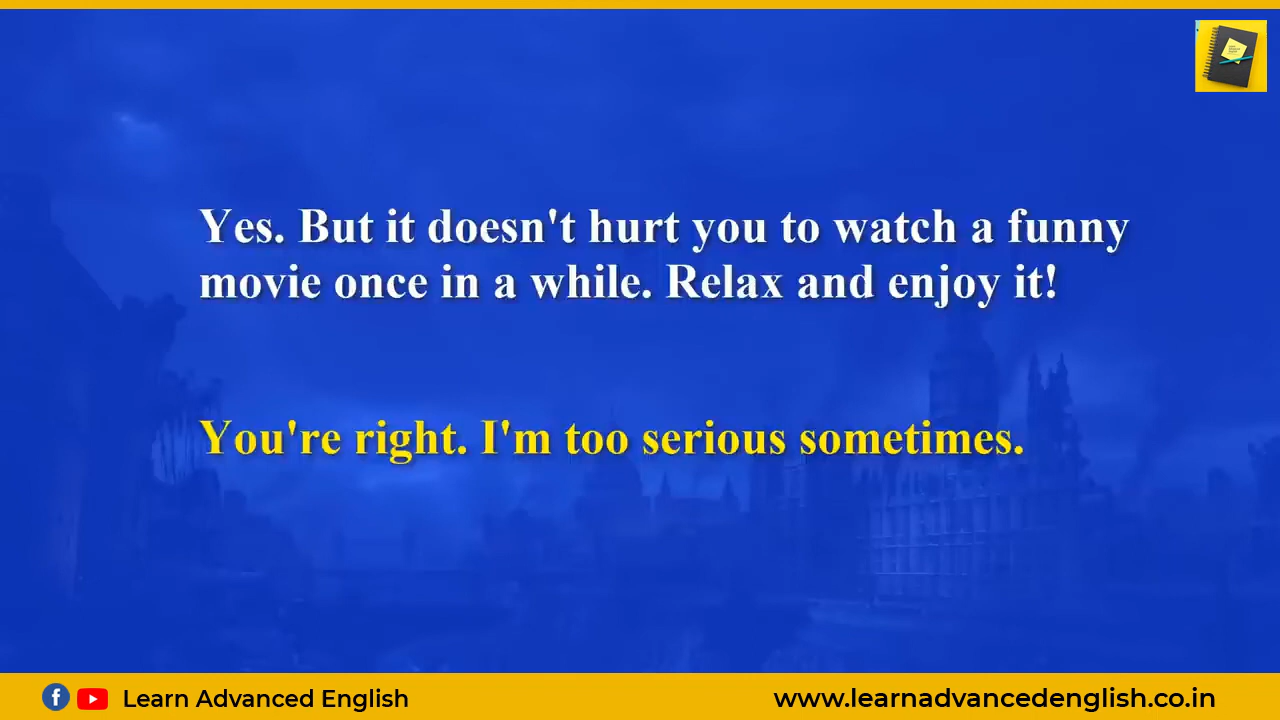 Yes. But it doesn't hurt you to watch a funny
movie once in a while. Relax and enjoy it!
You're right. I'm too serious sometimes.
Learn Advanced English
www.learnadvancedenglish.co.in